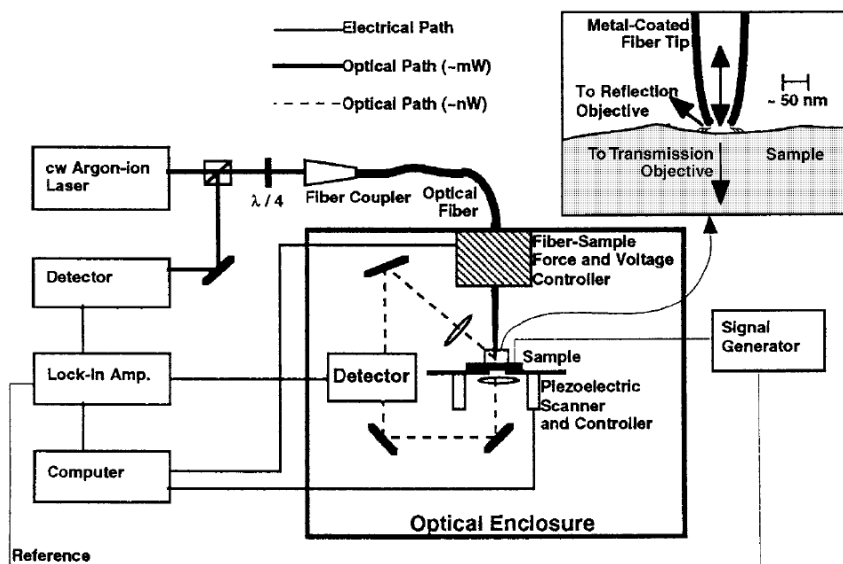 Electrical Path
Optical Path (~mW)
Optical Path (~nW)
Metal-Coated
Fiber Tip
To Reflection
Objective
~ 50 nm
To Transmission
Objective
Sample
cw Argon-ion
Laser
λ / 4
Fiber Coupler
Optical
Fiber
Fiber-Sample
Force and Voltage
Controller
Detector
Signal
Generator
Lock-In Amp.
Detector
Sample
Piezoelectric
Scanner
and Controller
Computer
Optical Enclosure
Reference